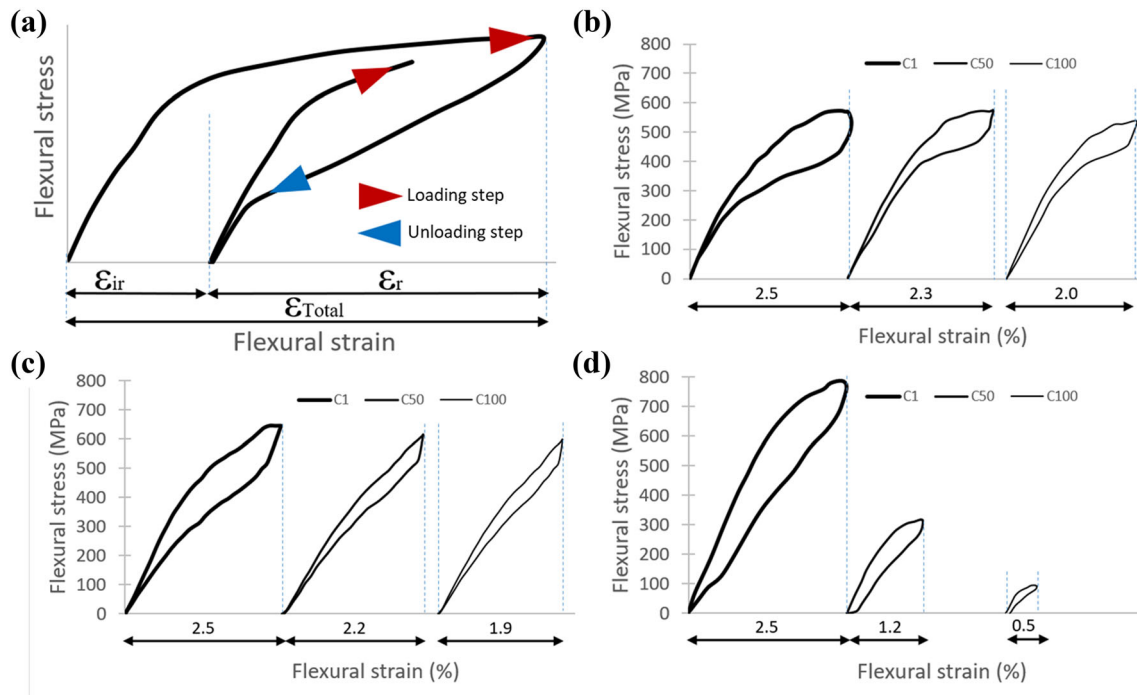 (a)
Flexural stress
Loading step
Unloading step
εir
εr
εTotal
Flexural strain
(b)
Flexural stress (MPa)
800
700
600
500
400
300
200
100
0
C1 C50 C100
2.5 2.3 2.0
Flexural strain (%)
(c)
Flexural stress (MPa)
800
700
600
500
400
300
200
100
0
C1 C50 C100
2.5 2.2 1.9
Flexural strain (%)
(d)
Flexural stress (MPa)
800
700
600
500
400
300
200
100
0
C1 C50 C100
2.5 1.2 0.5
Flexural strain (%)